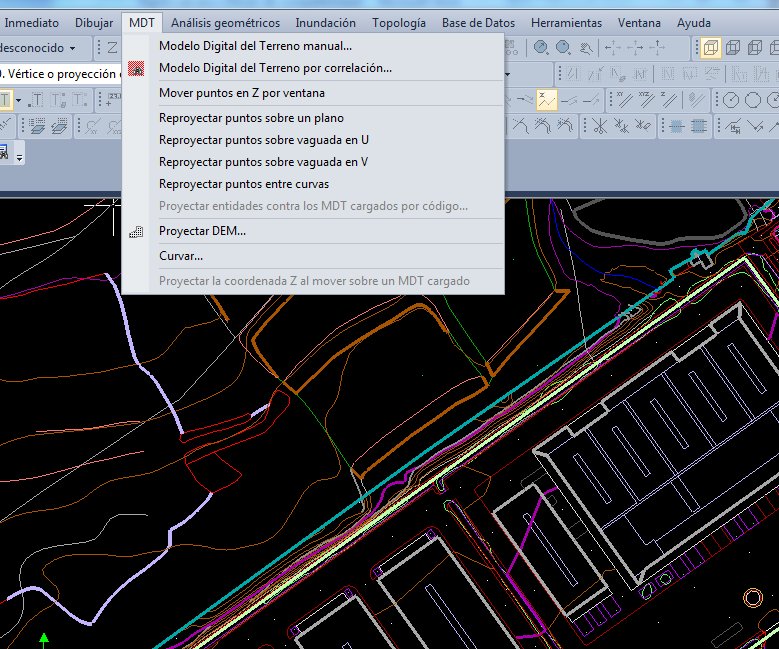 Inmediato Dibujar MDT Análisis geométricos Inundación Topología Base de Datos Herramientas Ventana Ayuda
desconocido
Modelo Digital del Terreno manual...
). Vértice o proyección
Modelo Digital del Terreno por correlación...
Mover puntos en Z por ventana
Reproyectar puntos sobre un plano
Reproyectar puntos sobre vaguada en U
Reproyectar puntos sobre vaguada en V
Reproyectar puntos entre curvas
Proyectar entidades contra los MDT cargados por código...
Proyectar DEM...
Curvar...
Proyectar la coordenada Z al mover sobre un MDT cargado